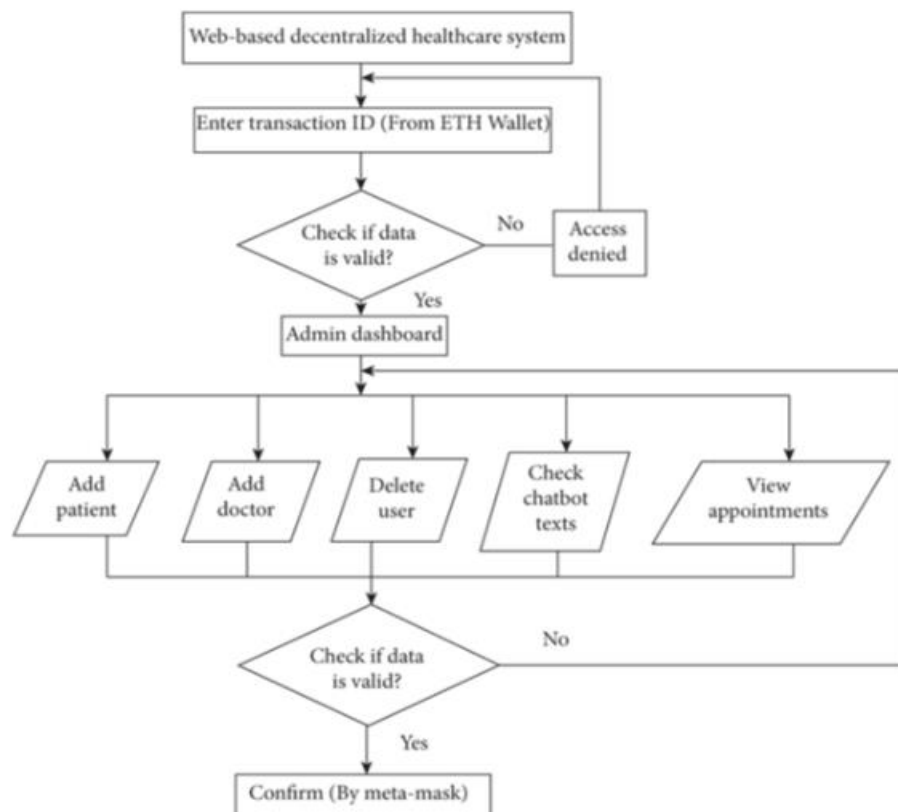 Web-based decentralized healthcare system
Enter transaction ID (From ETH Wallet)
Check if data
is valid?
No
Access
denied
Yes
Admin dashboard
Add
patient
Add
doctor
Delete
user
Check
chatbot
texts
View
appointments
Check if data
is valid?
No
Yes
Confirm (By meta-mask)